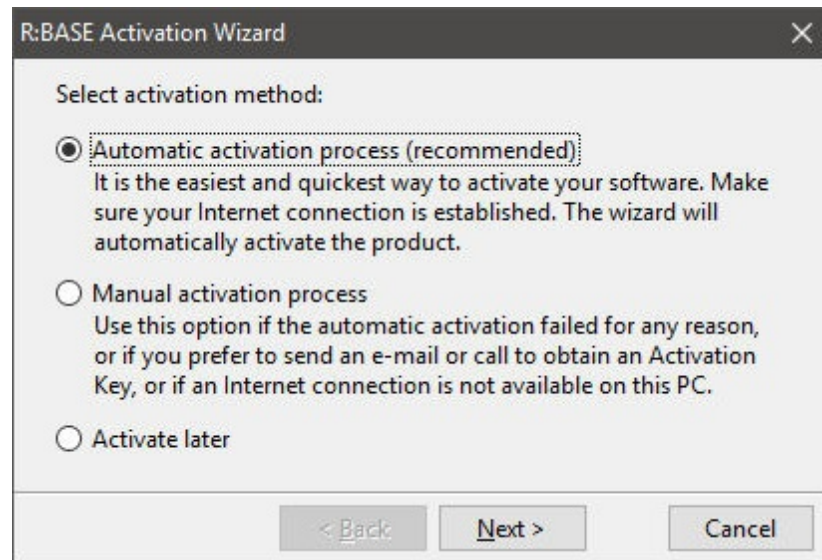 R:BASE Activation Wizard
Select activation method:
Automatic activation process (recommended)
It is the easiest and quickest way to activate your software. Make
sure your Internet connection is established. The wizard will
automatically activate the product.
Manual activation process
Use this option if the automatic activation failed for any reason,
or if you prefer to send an e-mail or call to obtain an Activation
Key, or if an Internet connection is not available on this PC.
Activate later
< Back Next > Cancel